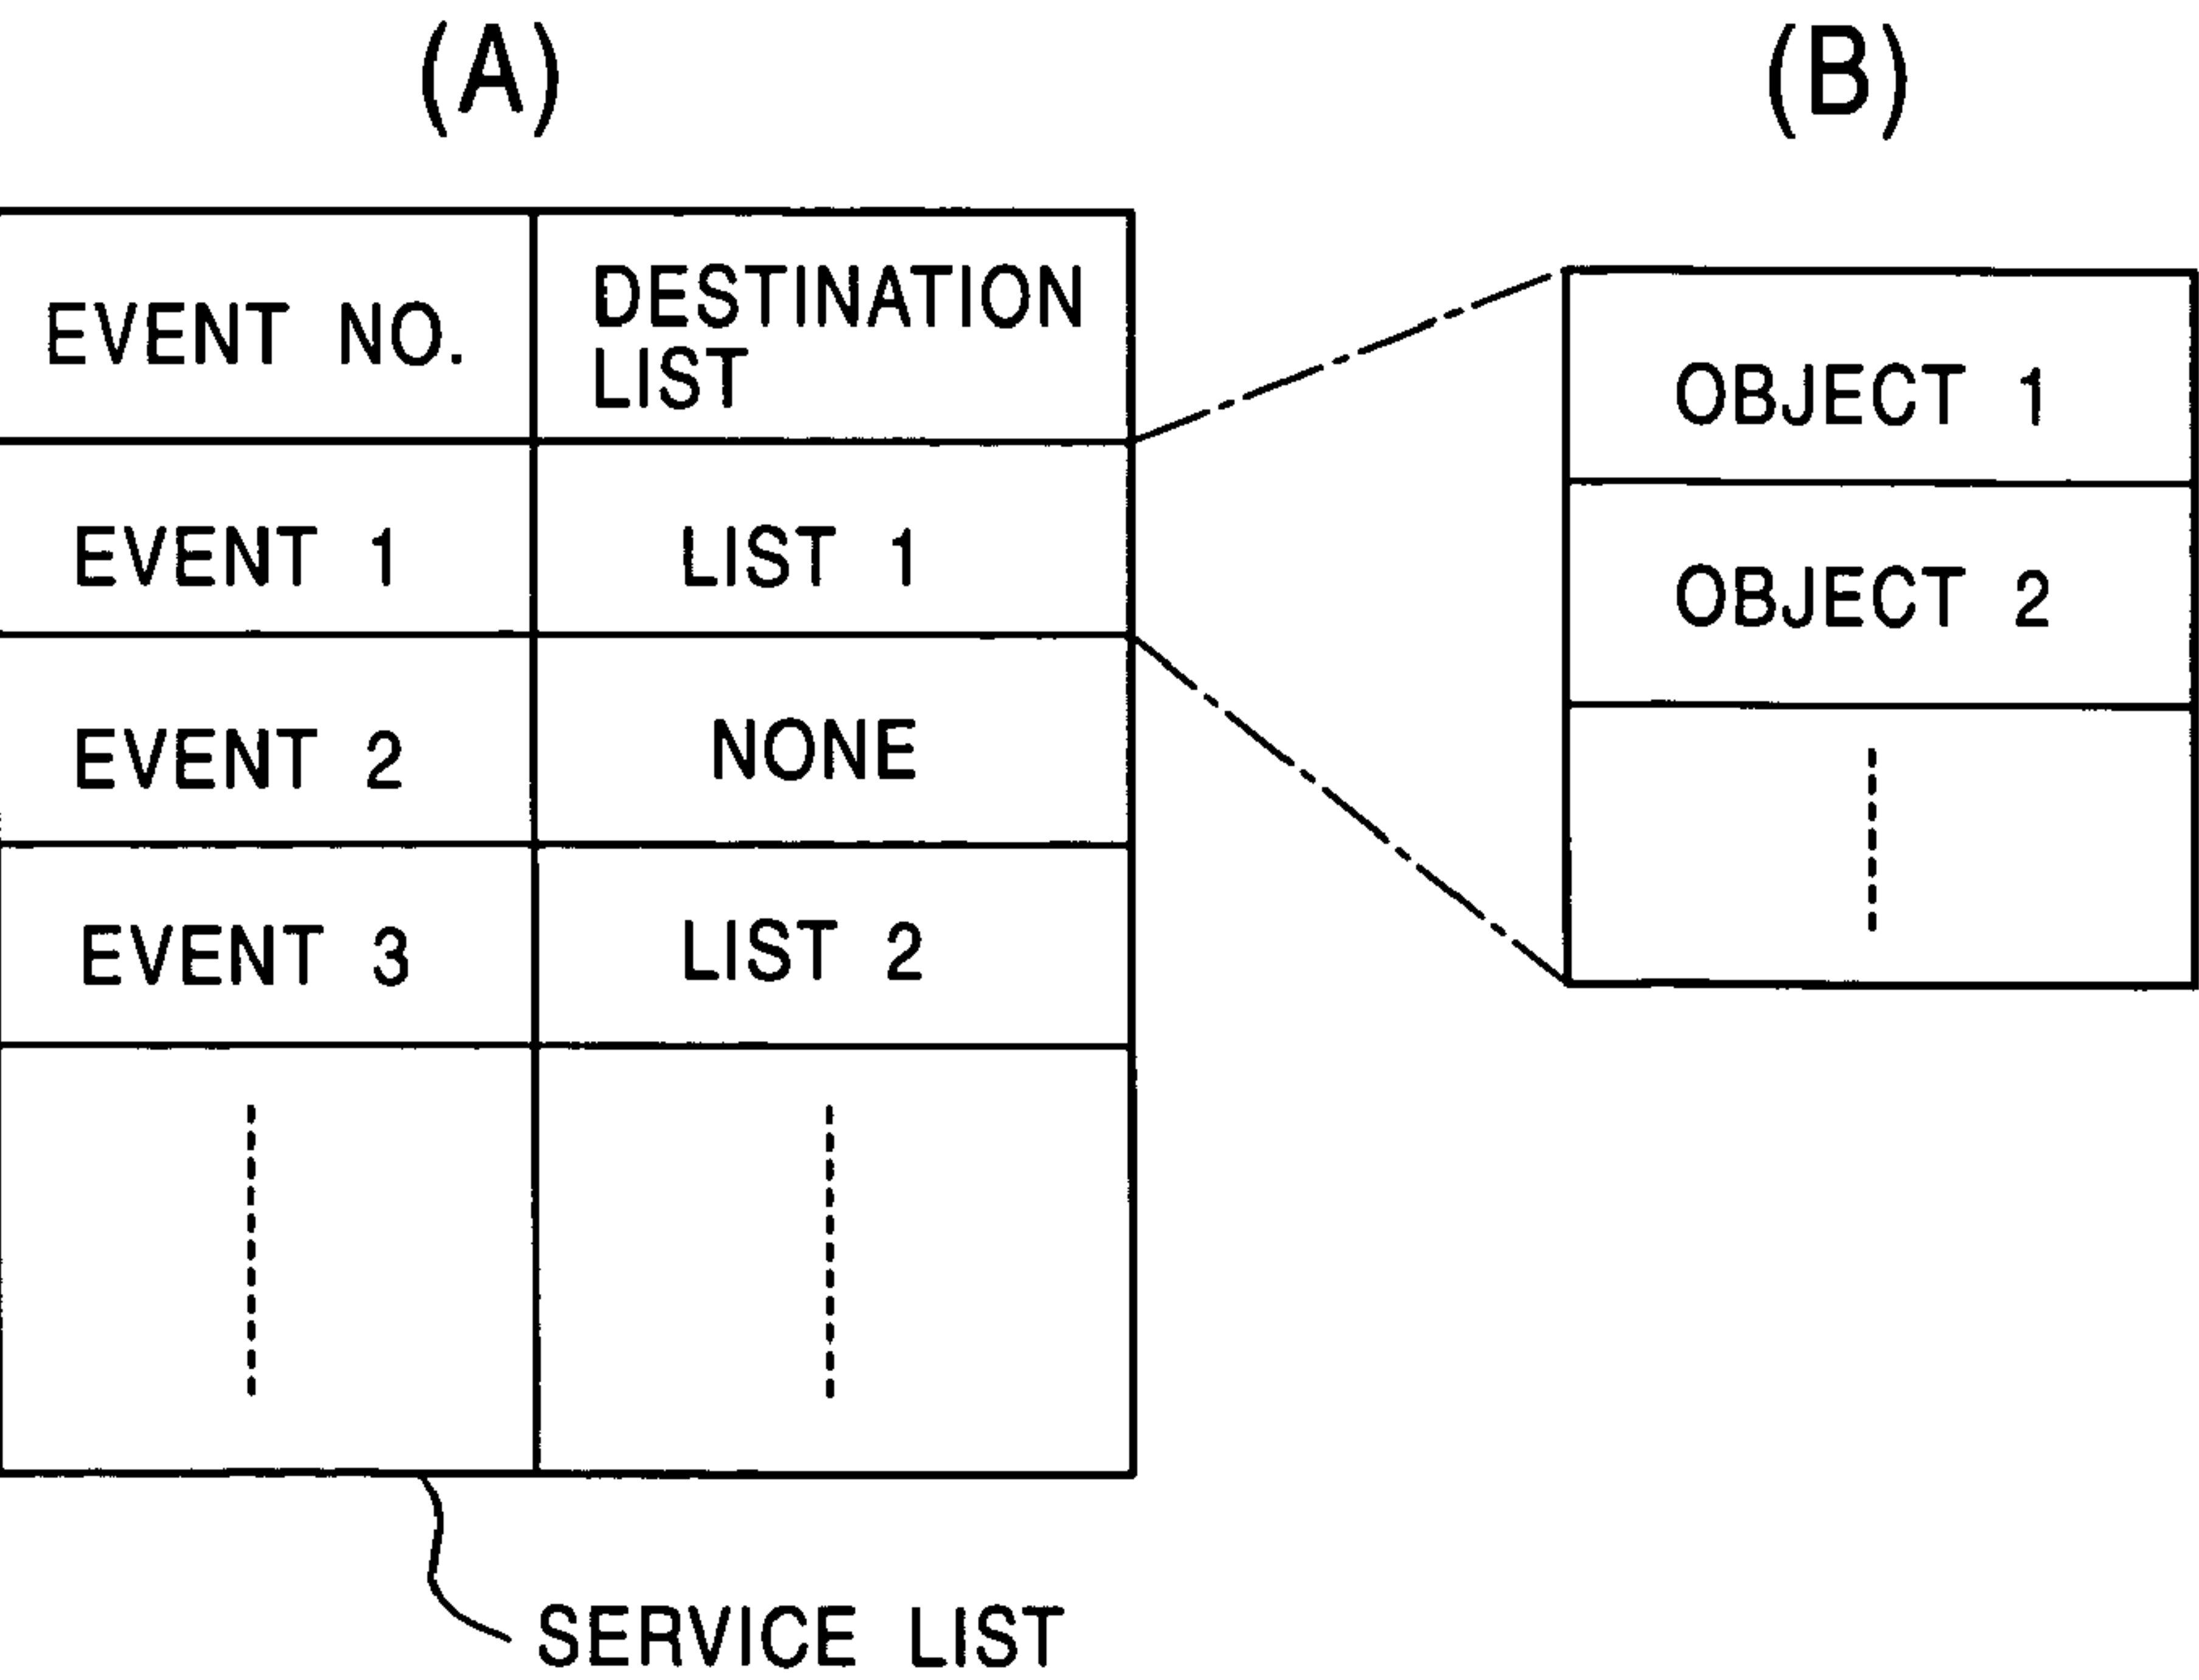 (A)
EVENT NO.
DESTINATION
LIST
EVENT 1
LIST 1
EVENT 2
NONE
EVENT 3
LIST 2
SERVICE LIST
(B)
OBJECT 1
OBJECT 2